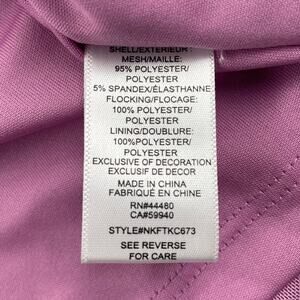 SHELL/EXTERIEUR:
MESH/MAILLE:
95% POLYESTER/
POLYESTER
5% SPANDEX/ÉLASTHANNE
FLOCKING/FLOCAGE:
100% POLYESTER/
POLYESTER
LINING/DOUBLURE:
100%POLYESTER/
POLYESTER
EXCLUSIVE OF DECORATION
EXCLUSIF DE DECORATION
MADE IN CHINA
FABRIQUÉ EN CHINE
RN#44480
CA#59940
STYLE#NKFTKC673
SEE REVERSE
FOR CARE